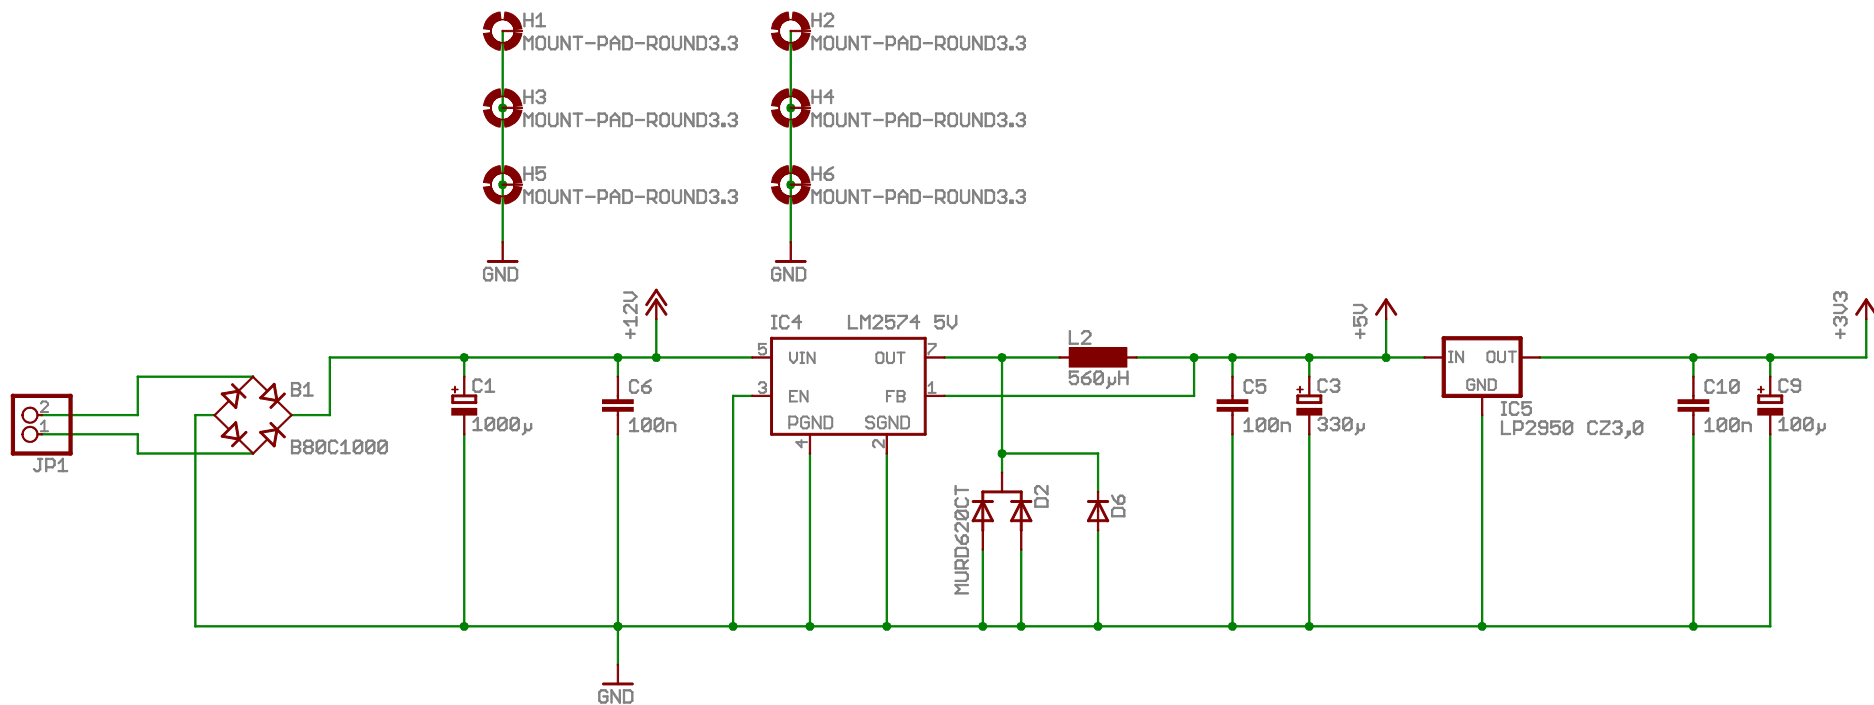 H1
MOUNT-PAD-ROUND3.3
H2
MOUNT-PAD-ROUND3.3
H3
MOUNT-PAD-ROUND3.3
H4
MOUNT-PAD-ROUND3.3
H5
MOUNT-PAD-ROUND3.3
H6
MOUNT-PAD-ROUND3.3
GND
GND
+12V
+5V
+3V3
IC4 LM2574 5V
5 VIN OUT 7
3 EN FB 1
PGND SGND
4 2
L2
560µH
IN OUT
GND
IC5
LP2950 CZ3,0
2
1
JP1
B1
B80C1000
C1
1000µ
+
C6
100n
MURD620CT
D2
D6
C5
100n
C3
330µ
+
C10
100n
C9
100µ
+
GND